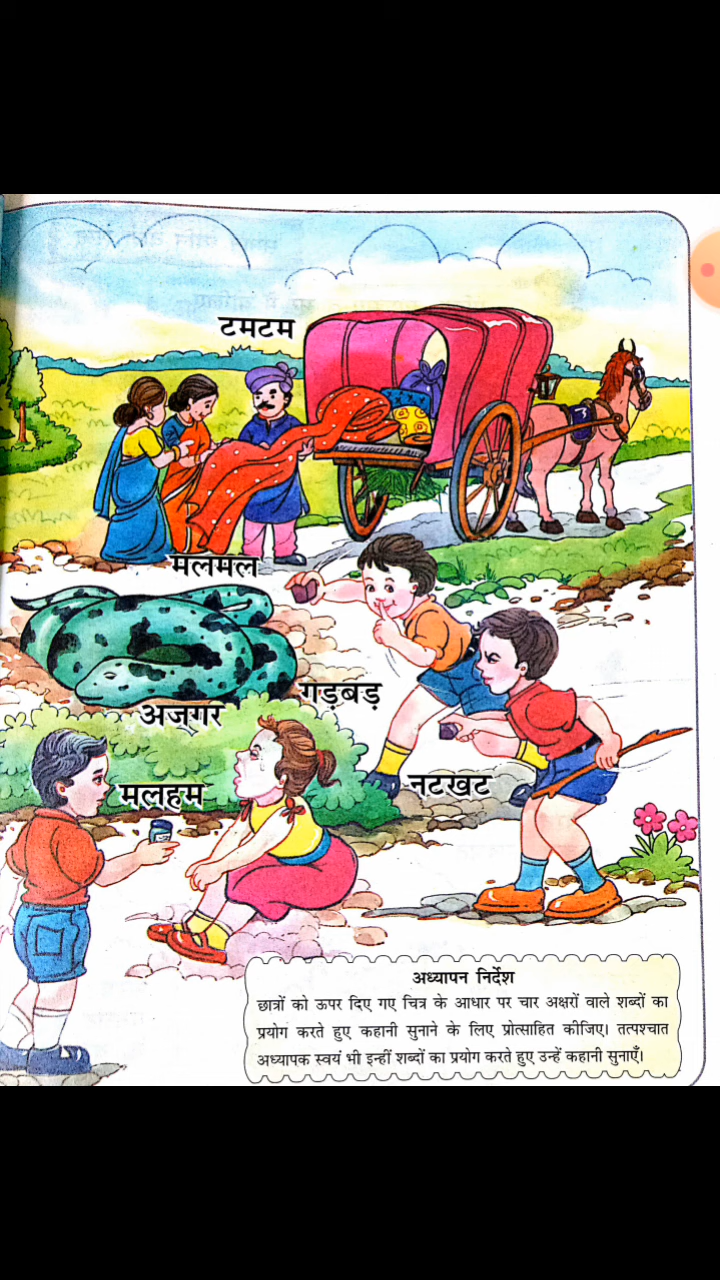 टमटम
मलमल
अजगर
गड़बड़
मलहम
नटखट
अध्यापन निर्देश
छात्रों को ऊपर दिए गए चित्र के आधार पर चार अक्षरों वाले शब्दों का
प्रयोग करते हुए कहानी सुनाने के लिए प्रोत्साहित कीजिए। तत्पश्चात
अध्यापक स्वयं भी इन्हीं शब्दों का प्रयोग करते हुए उन्हें कहानी सुनाएँ।